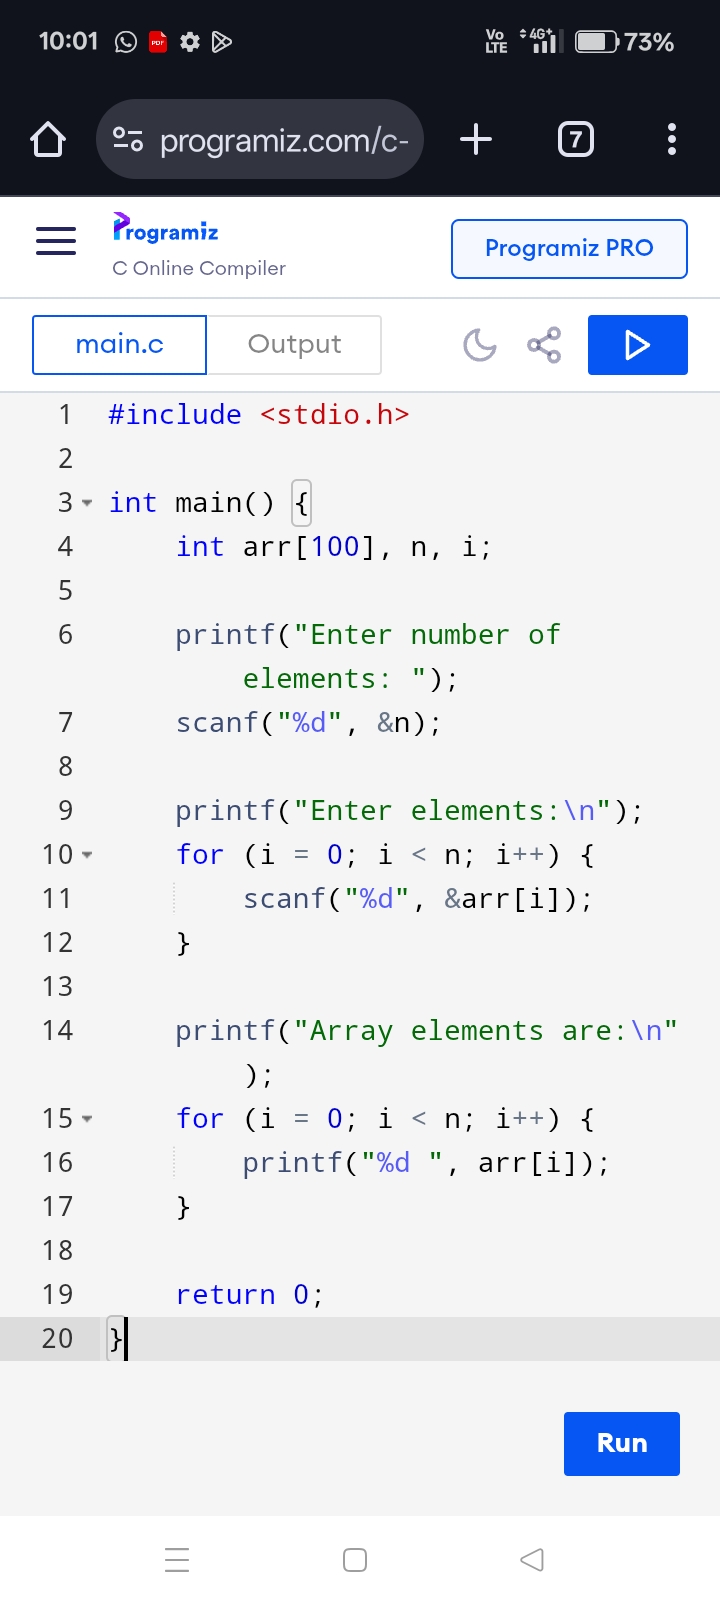 10:01 PDF Vo LTE 4G+ 73%
programiz.com/c- 7
Programiz
C Online Compiler
Programiz PRO
main.c Output
1 #include <stdio.h>
2
3 int main() {
4 int arr[100], n, i;
5
6 printf("Enter number of
elements: ");
7 scanf("%d", &n);
8
9 printf("Enter elements:\n");
10 for (i = 0; i < n; i++) {
11 scanf("%d", &arr[i]);
12 }
13
14 printf("Array elements are:\n"
);
15 for (i = 0; i < n; i++) {
16 printf("%d ", arr[i]);
17 }
18
19 return 0;
20 }
Run